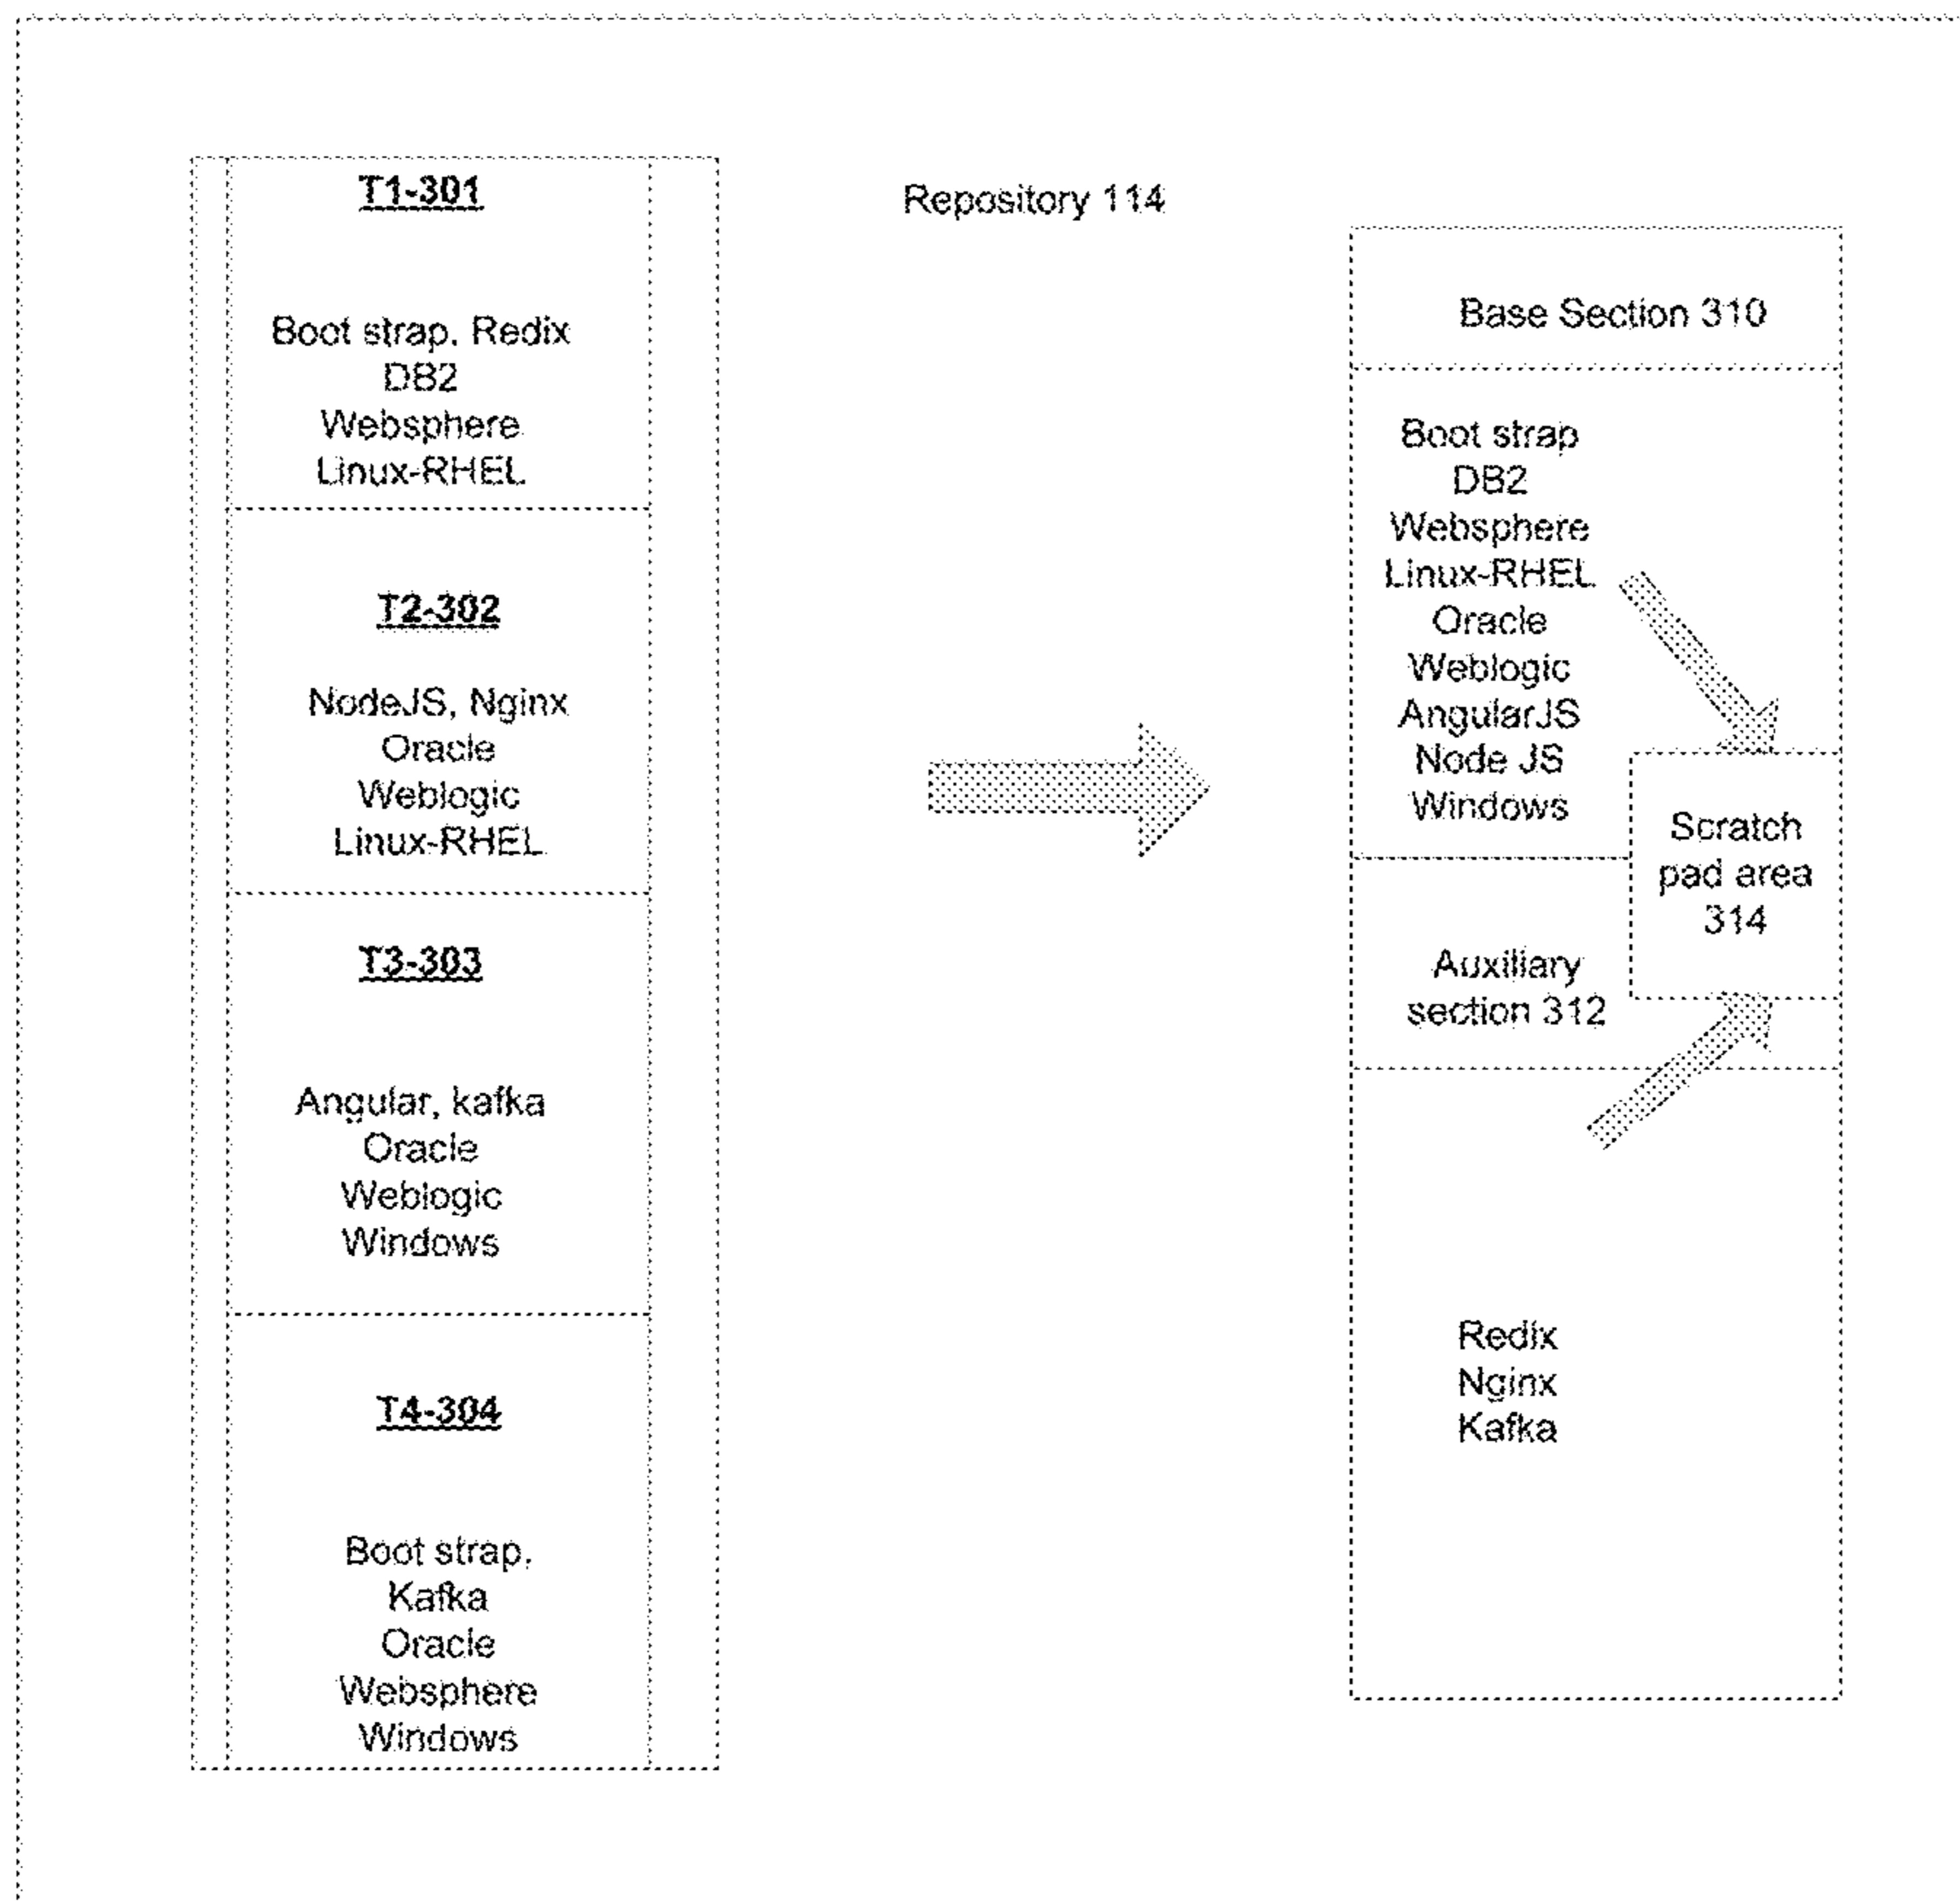 T1-301
Boot strap, Redix
DB2
Websphere
Linux-RHEL
T2-302
NodeJS, Nginx
Oracle
Weblogic
Linux-RHEL
T3-303
Angular, kafka
Oracle
Weblogic
Windows
T4-304
Boot strap,
Kafka
Oracle
Websphere
Windows
Repository 114
Base Section 310
Boot strap
DB2
Websphere
Linux-RHEL
Oracle
Weblogic
AngularJS
Node JS
Windows
Scratch
pad area
314
Auxiliary
section 312
Redix
Nginx
Kafka